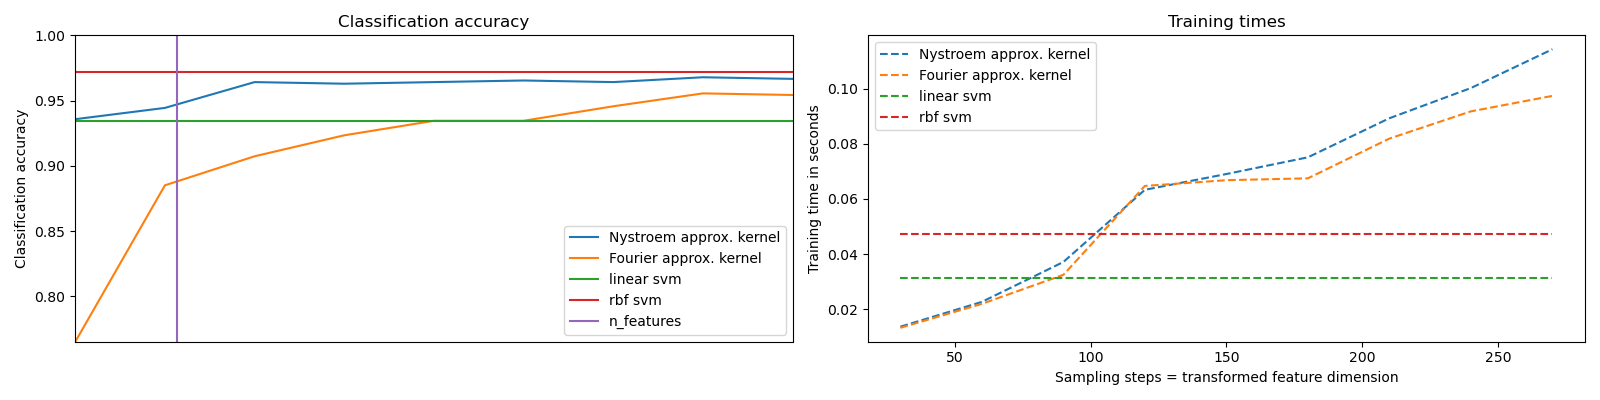 Classification accuracy
Classification accuracy
1.00
0.95
0.90
0.85
0.80
Nystroem approx. kernel
Fourier approx. kernel
linear svm
rbf svm
n_features
Training times
Training time in seconds
0.10
0.08
0.06
0.04
0.02
Nystroem approx. kernel
Fourier approx. kernel
linear svm
rbf svm
50
100
150
200
250
Sampling steps = transformed feature dimension